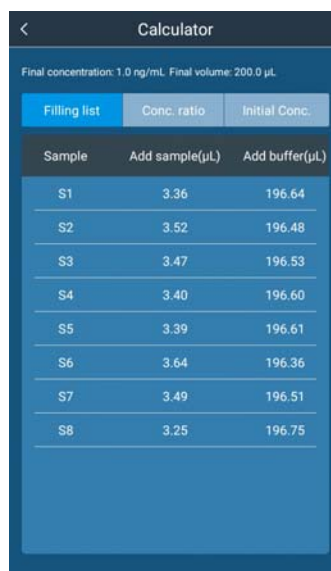 Calculator
Final concentration: 1.0 ng/mL Final volume: 200.0 µL
Filling list Conc. ratio Initial Conc.
Sample Add sample(µL) Add buffer(µL)
S1 3.36 196.64
S2 3.52 196.48
S3 3.47 196.53
S4 3.40 196.60
S5 3.39 196.61
S6 3.64 196.36
S7 3.49 196.51
S8 3.25 196.75